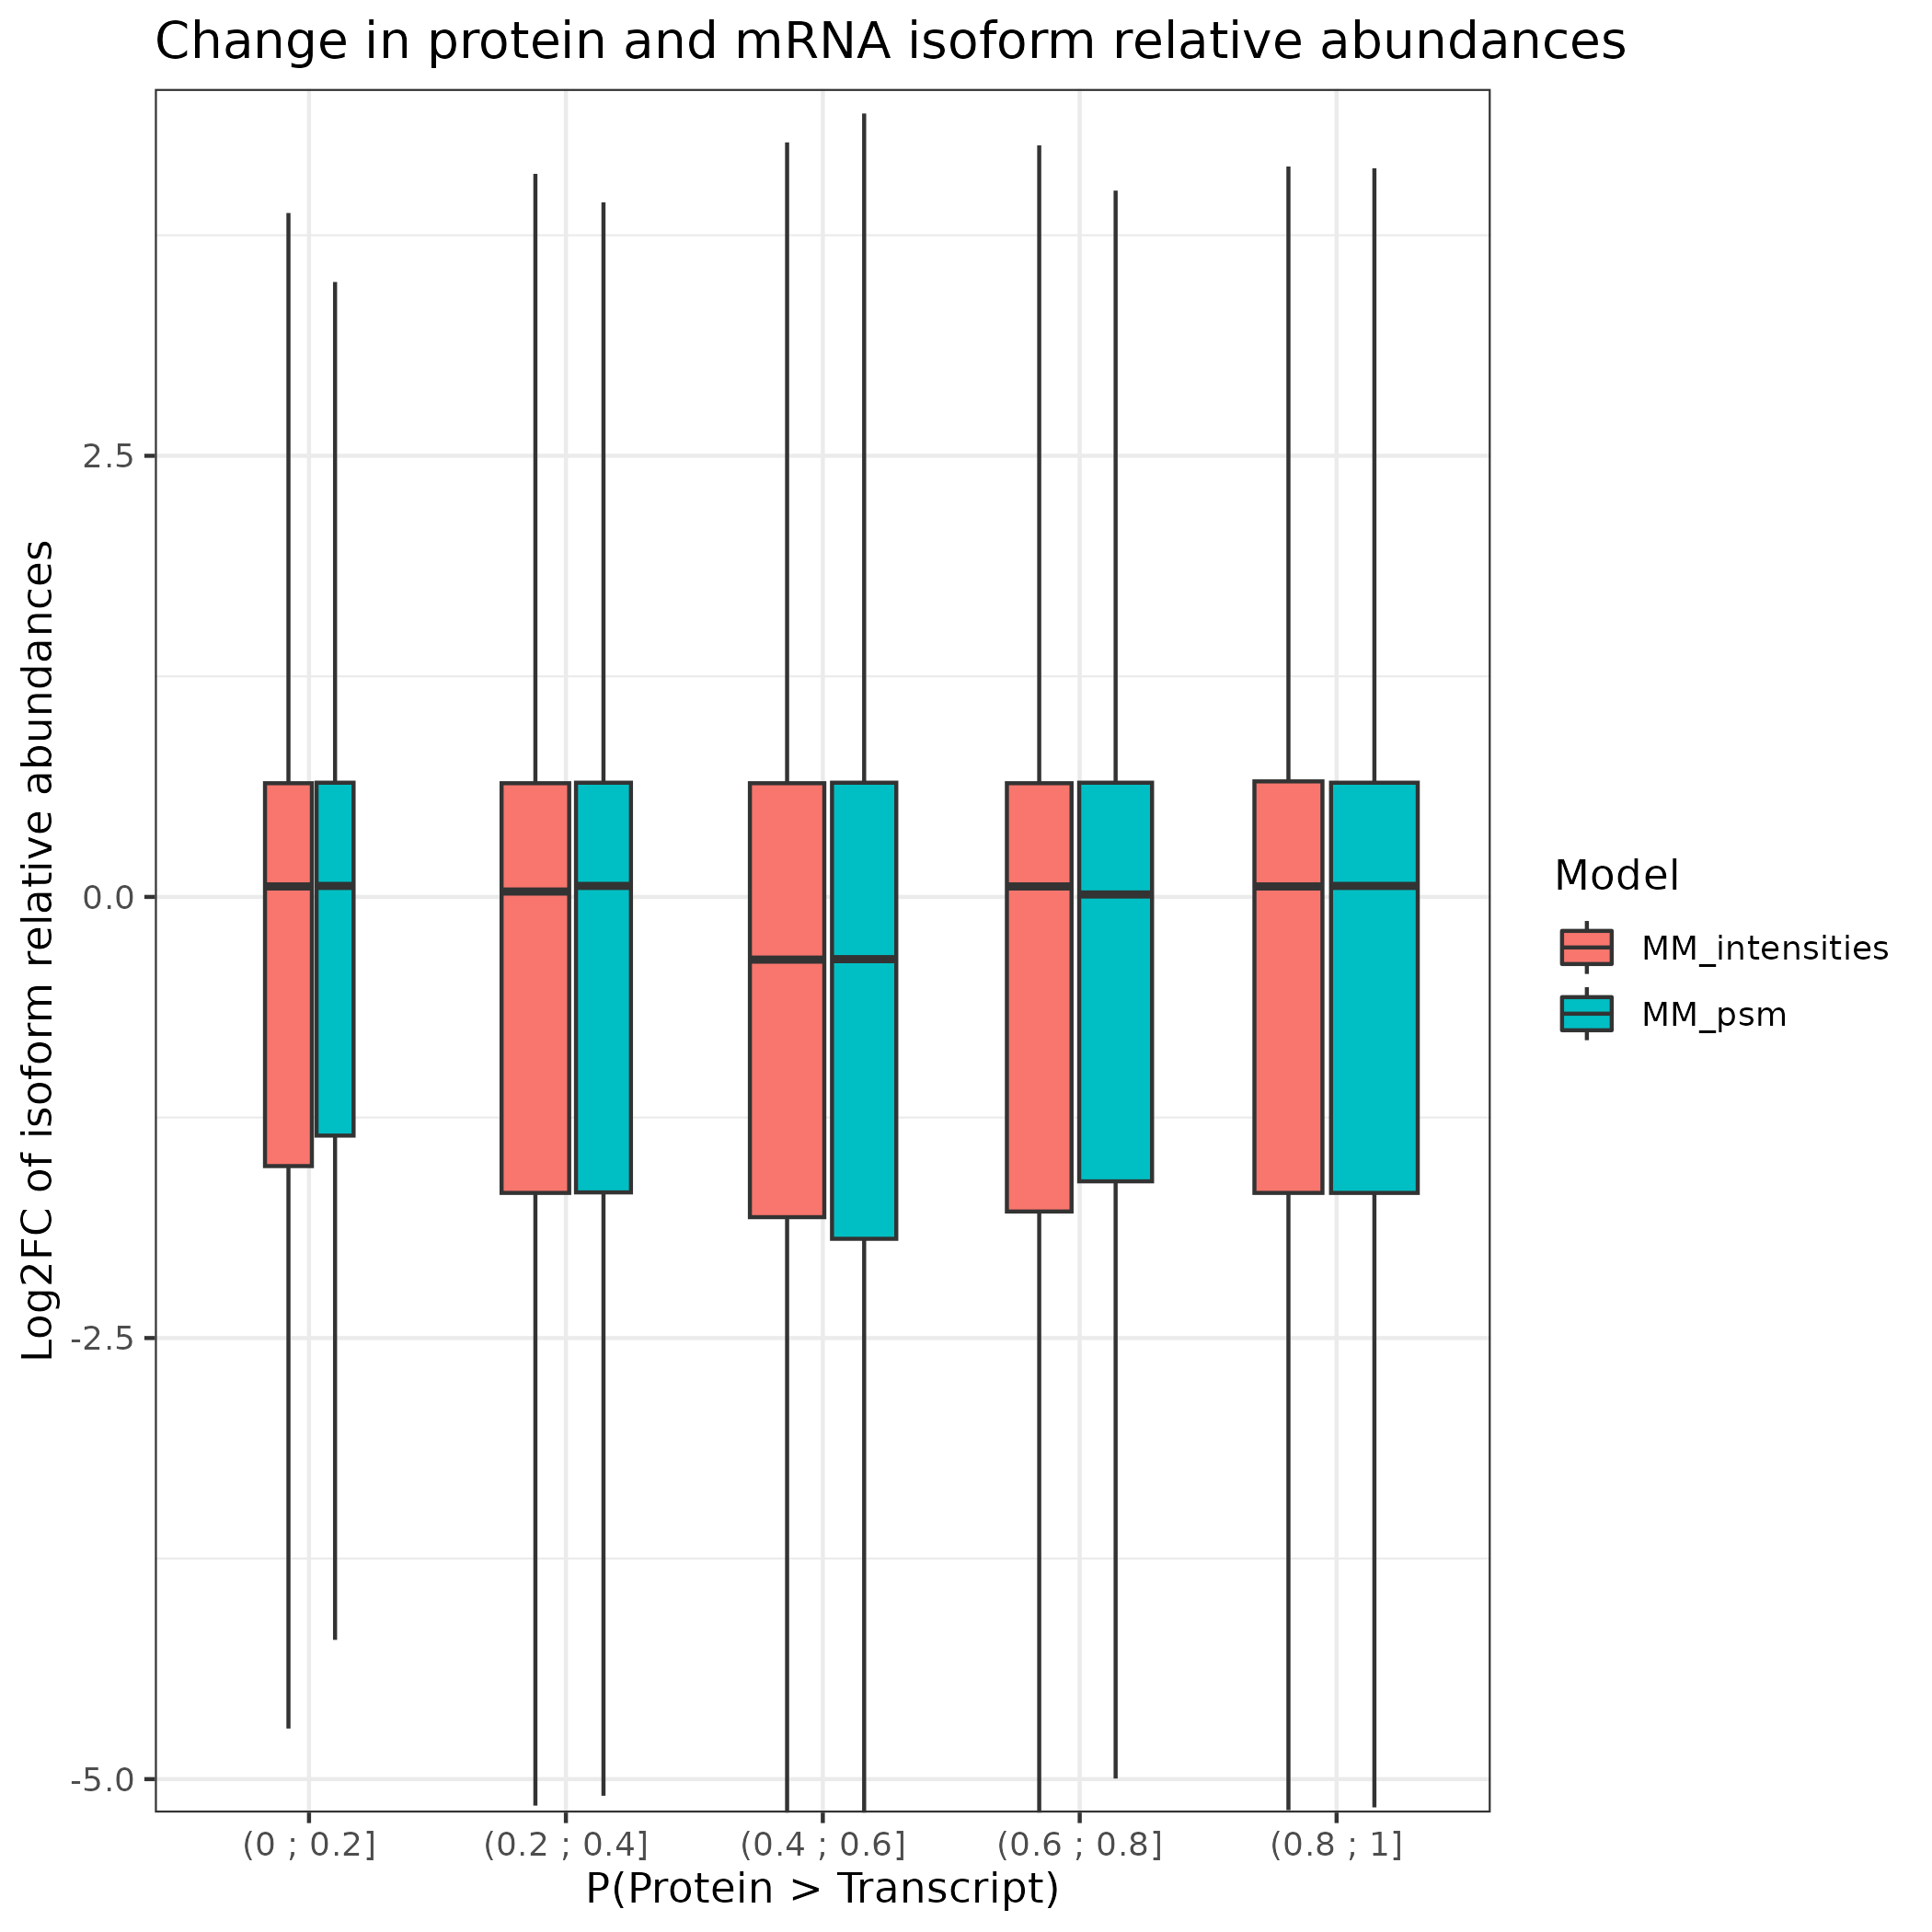 Change in protein and mRNA isoform relative abundances
Log2FC of isoform relative abundances
2.5
0.0
-2.5
-5.0
(0 ; 0.2]
(0.2 ; 0.4]
(0.4 ; 0.6]
(0.6 ; 0.8]
(0.8 ; 1]
P(Protein > Transcript)
Model
MM_intensities
MM_psm